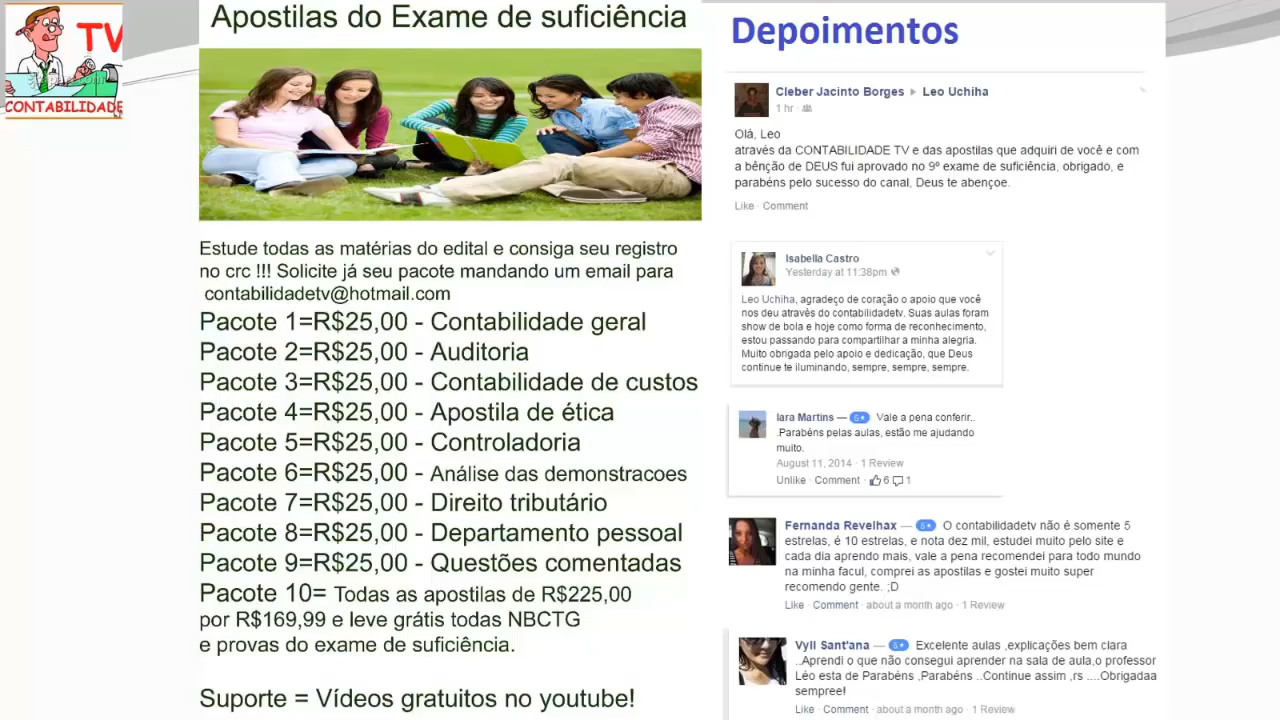 TV
CONTABILIDADE
Apostilas do Exame de suficiência
Estude todas as matérias do edital e consiga seu registro
no crc !!! Solicite já seu pacote mandando um email para
contabilidadetv@hotmail.com
Pacote 1=R$25,00 - Contabilidade geral
Pacote 2=R$25,00 - Auditoria
Pacote 3=R$25,00 - Contabilidade de custos
Pacote 4=R$25,00 - Apostila de ética
Pacote 5=R$25,00 - Controladoria
Pacote 6=R$25,00 - Análise das demonstracoes
Pacote 7=R$25,00 - Direito tributário
Pacote 8=R$25,00 - Departamento pessoal
Pacote 9=R$25,00 - Questões comentadas
Pacote 10= Todas as apostilas de R$225,00
por R$169,99 e leve grátis todas NBCTG
e provas do exame de suficiência.
Suporte = Vídeos gratuitos no youtube!
Depoimentos
Cleber Jacinto Borges Leo Uchiha
1 hr ·
Olá, Leo
através da CONTABILIDADE TV e das apostilas que adquiri de você e com
a bênção de DEUS fui aprovado no 9º exame de suficiência, obrigado, e
parabéns pelo sucesso do canal, Deus te abençoe.
Like · Comment
Isabella Castro
Yesterday at 11:38pm
Leo Uchiha, agradeço de coração o apoio que você
nos deu através do contabilidadetv. Suas aulas foram
show de bola e hoje como forma de reconhecimento,
estou passando para compartilhar a minha alegria.
Muito obrigada pelo apoio e dedicação, que Deus
continue te iluminando, sempre, sempre, sempre.
Iara Martins — 5★ Vale a pena conferir..
.Parabéns pelas aulas, estão me ajudando
muito.
August 11, 2014 · 1 Review
Unlike · Comment · 6 1
Fernanda Revelhax — 5★ O contabilidadetv não é somente 5
estrelas, é 10 estrelas, e nota dez mil, estudei muito pelo site e
cada dia aprendo mais, vale a pena recomendei para todo mundo
na minha facul, comprei as apostilas e gostei muito super
recomendo gente. ;D
Like · Comment · about a month ago · 1 Review
Vyll Sant'ana — 5★ Excelente aulas ,explicações bem clara
..Aprendi o que não consegui aprender na sala de aula,o professor
Léo esta de Parabéns ,Parabéns ..Continue assim ,rs ....Obrigadaa
sempree!
Like · Comment · about a month ago · 1 Review